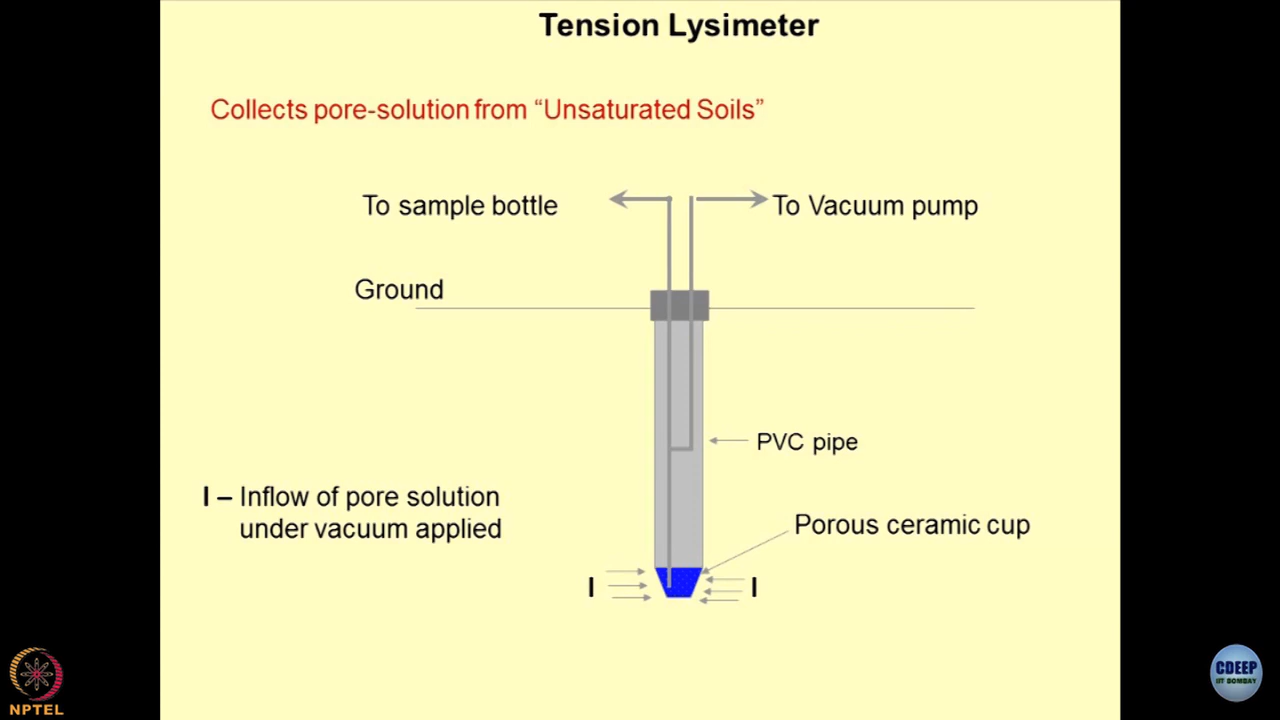 Tension Lysimeter
Collects pore-solution from “Unsaturated Soils”
To sample bottle
To Vacuum pump
Ground
PVC pipe
I – Inflow of pore solution
under vacuum applied
Porous ceramic cup
I
I
NPTEL
CDEEP
IIT BOMBAY